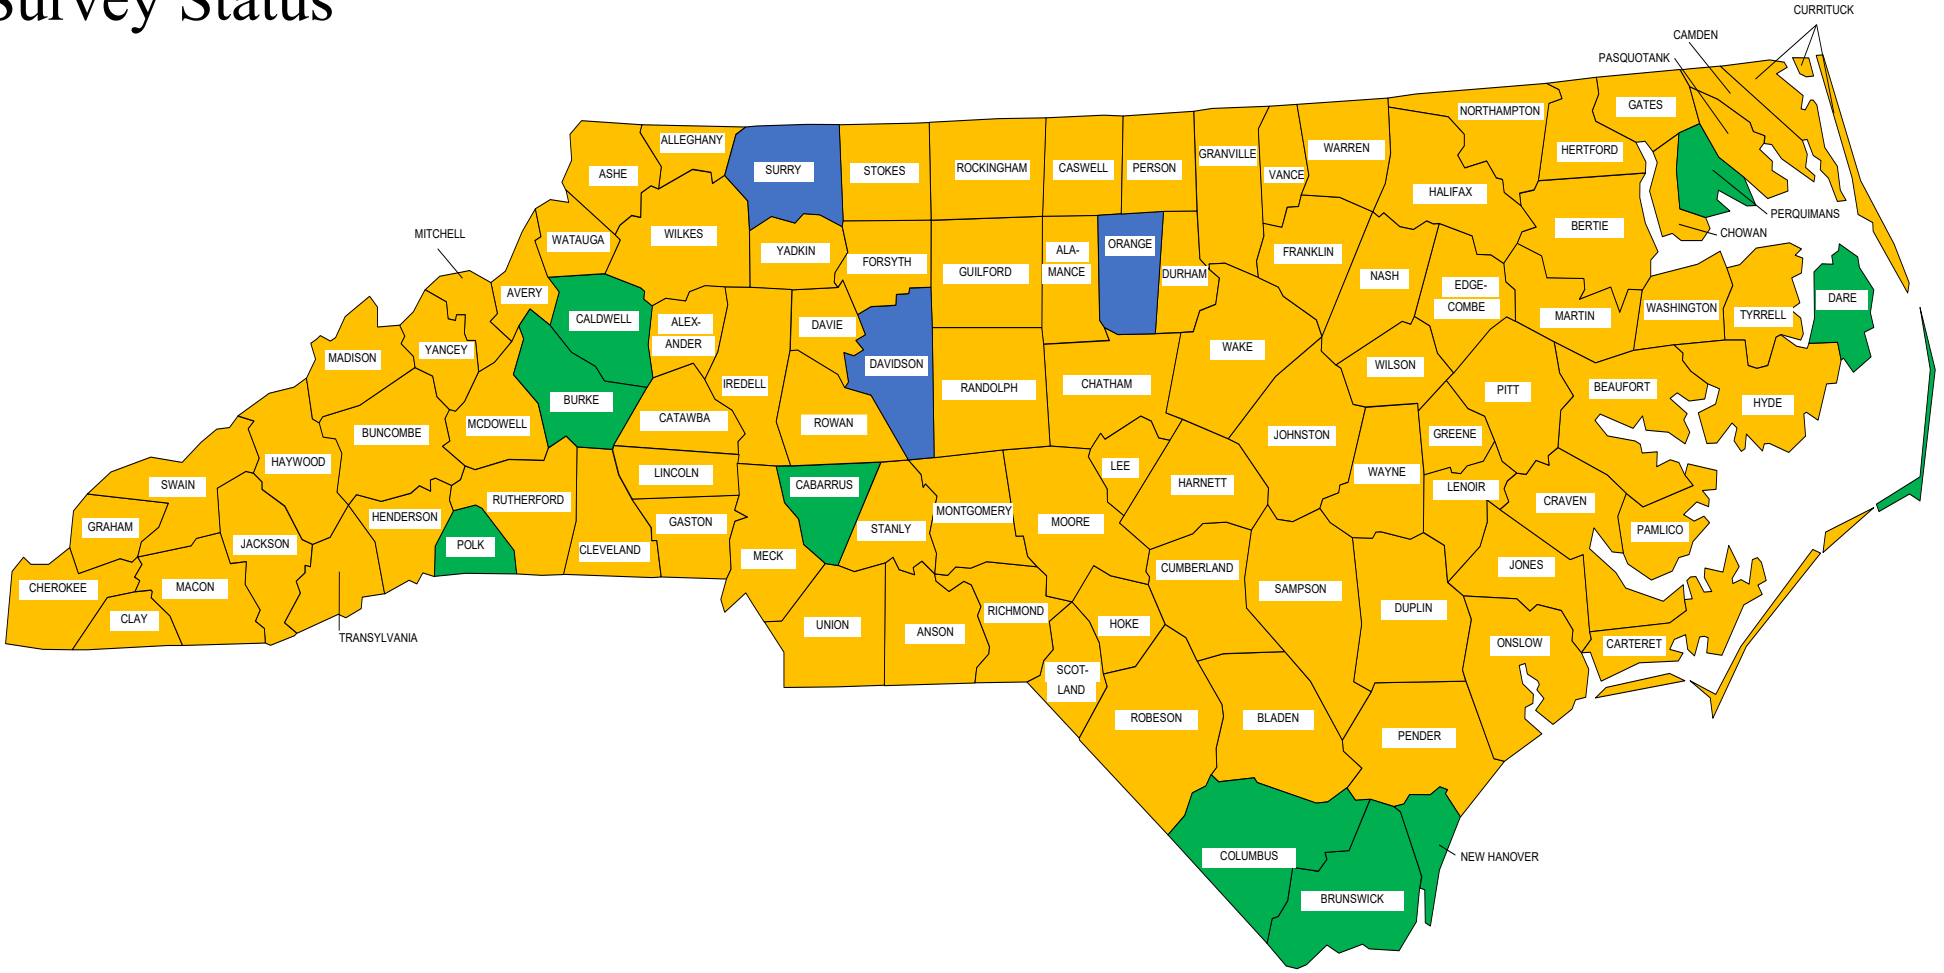 Survey Status
CURRITUCK
CAMDEN
PASQUOTANK
GATES
NORTHAMPTON
ALLEGHANY
WARREN
HERTFORD
GRANVILLE
SURRY
STOKES
ROCKINGHAM
CASWELL
PERSON
ASHE
VANCE
HALIFAX
PERQUIMANS
BERTIE
CHOWAN
MITCHELL
WATAUGA
WILKES
YADKIN
FORSYTH
ALA-
MANCE
ORANGE
FRANKLIN
GUILFORD
DURHAM
NASH
EDGE-
COMBE
AVERY
DARE
WASHINGTON
TYRRELL
MARTIN
CALDWELL
ALEX-
ANDER
DAVIE
MADISON
YANCEY
WAKE
DAVIDSON
WILSON
IREDELL
RANDOLPH
CHATHAM
PITT
BEAUFORT
BURKE
HYDE
CATAWBA
ROWAN
MCDOWELL
BUNCOMBE
JOHNSTON
GREENE
HAYWOOD
LEE
LINCOLN
WAYNE
SWAIN
CABARRUS
HARNETT
LENOIR
RUTHERFORD
CRAVEN
HENDERSON
MONTGOMERY
GRAHAM
GASTON
STANLY
MOORE
PAMLICO
JACKSON
POLK
CLEVELAND
MECK
CUMBERLAND
JONES
CHEROKEE
MACON
SAMPSON
DUPLIN
RICHMOND
CLAY
UNION
ANSON
HOKE
TRANSYLVANIA
ONSLOW
CARTERET
SCOT-
LAND
ROBESON
BLADEN
PENDER
COLUMBUS
NEW HANOVER
BRUNSWICK